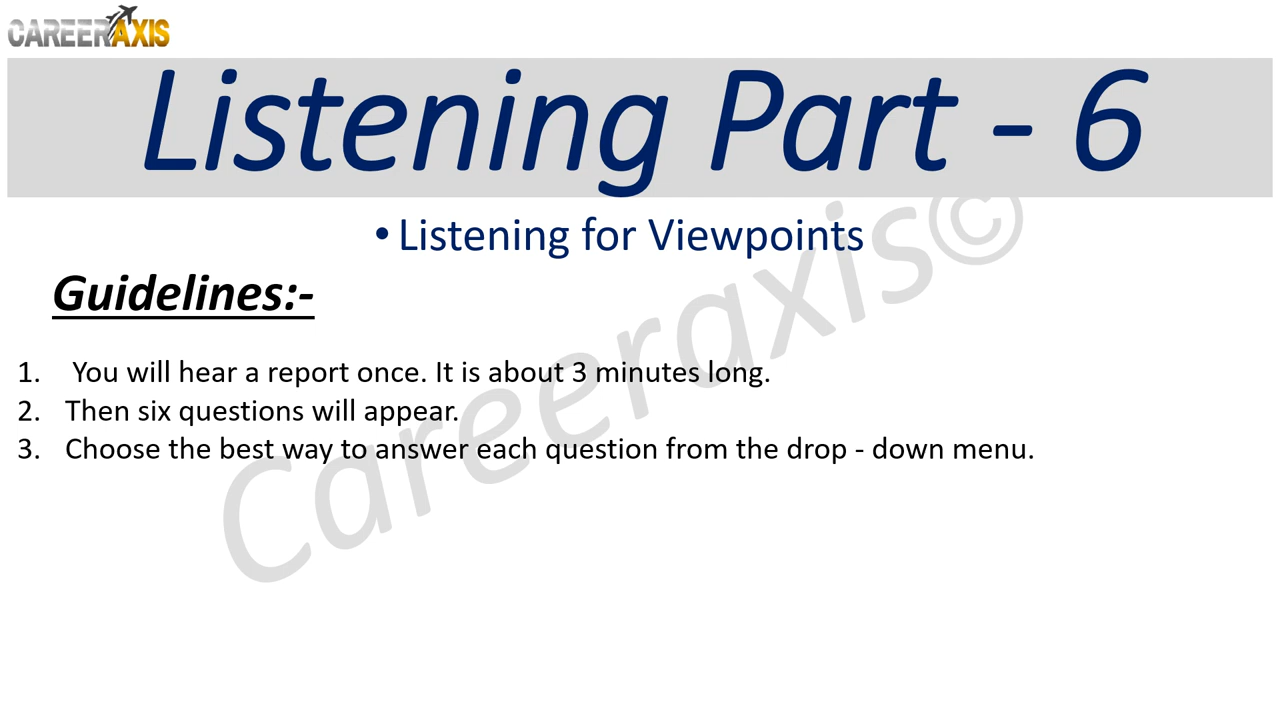 CAREERAXIS
Listening Part - 6
• Listening for Viewpoints
Guidelines:-
1. You will hear a report once. It is about 3 minutes long.
2. Then six questions will appear.
3. Choose the best way to answer each question from the drop - down menu.
Careeraxis©